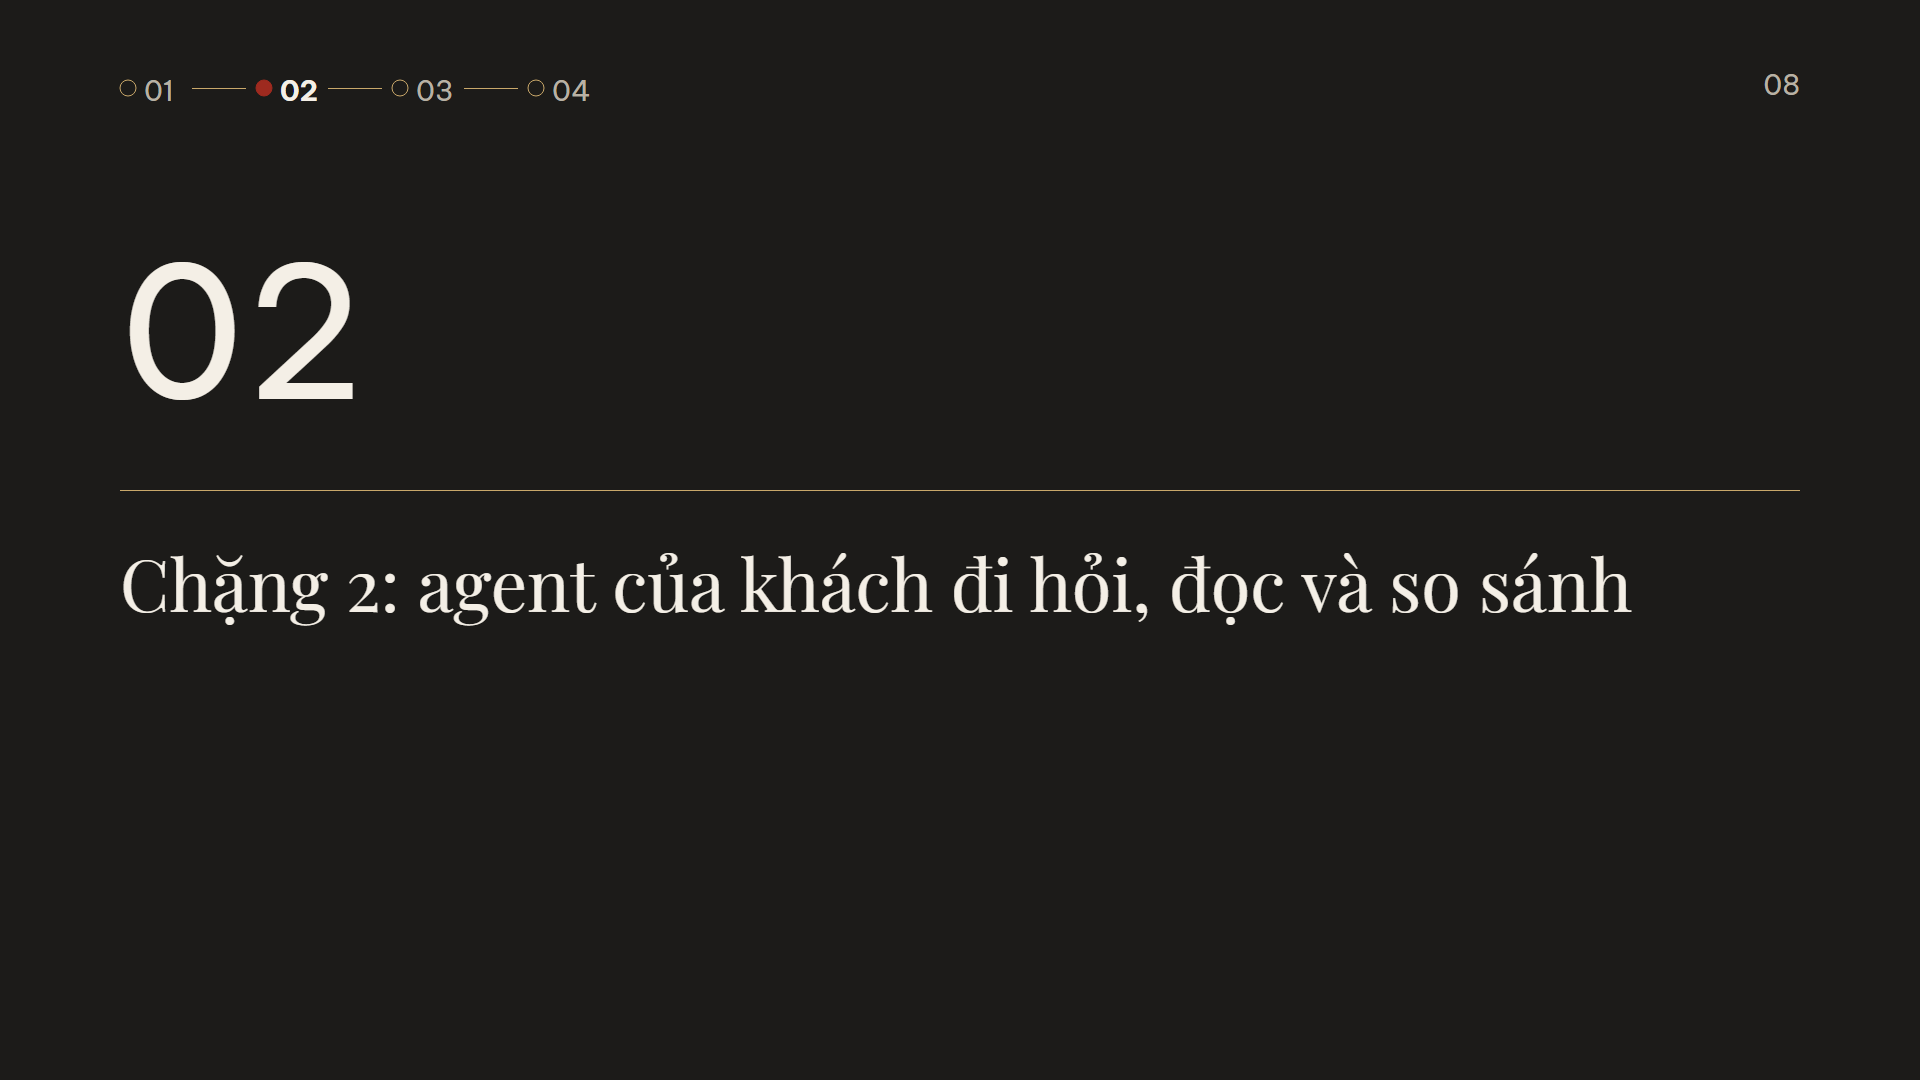 01 02 03 04 08
02
Chặng 2: agent của khách đi hỏi, đọc và so sánh